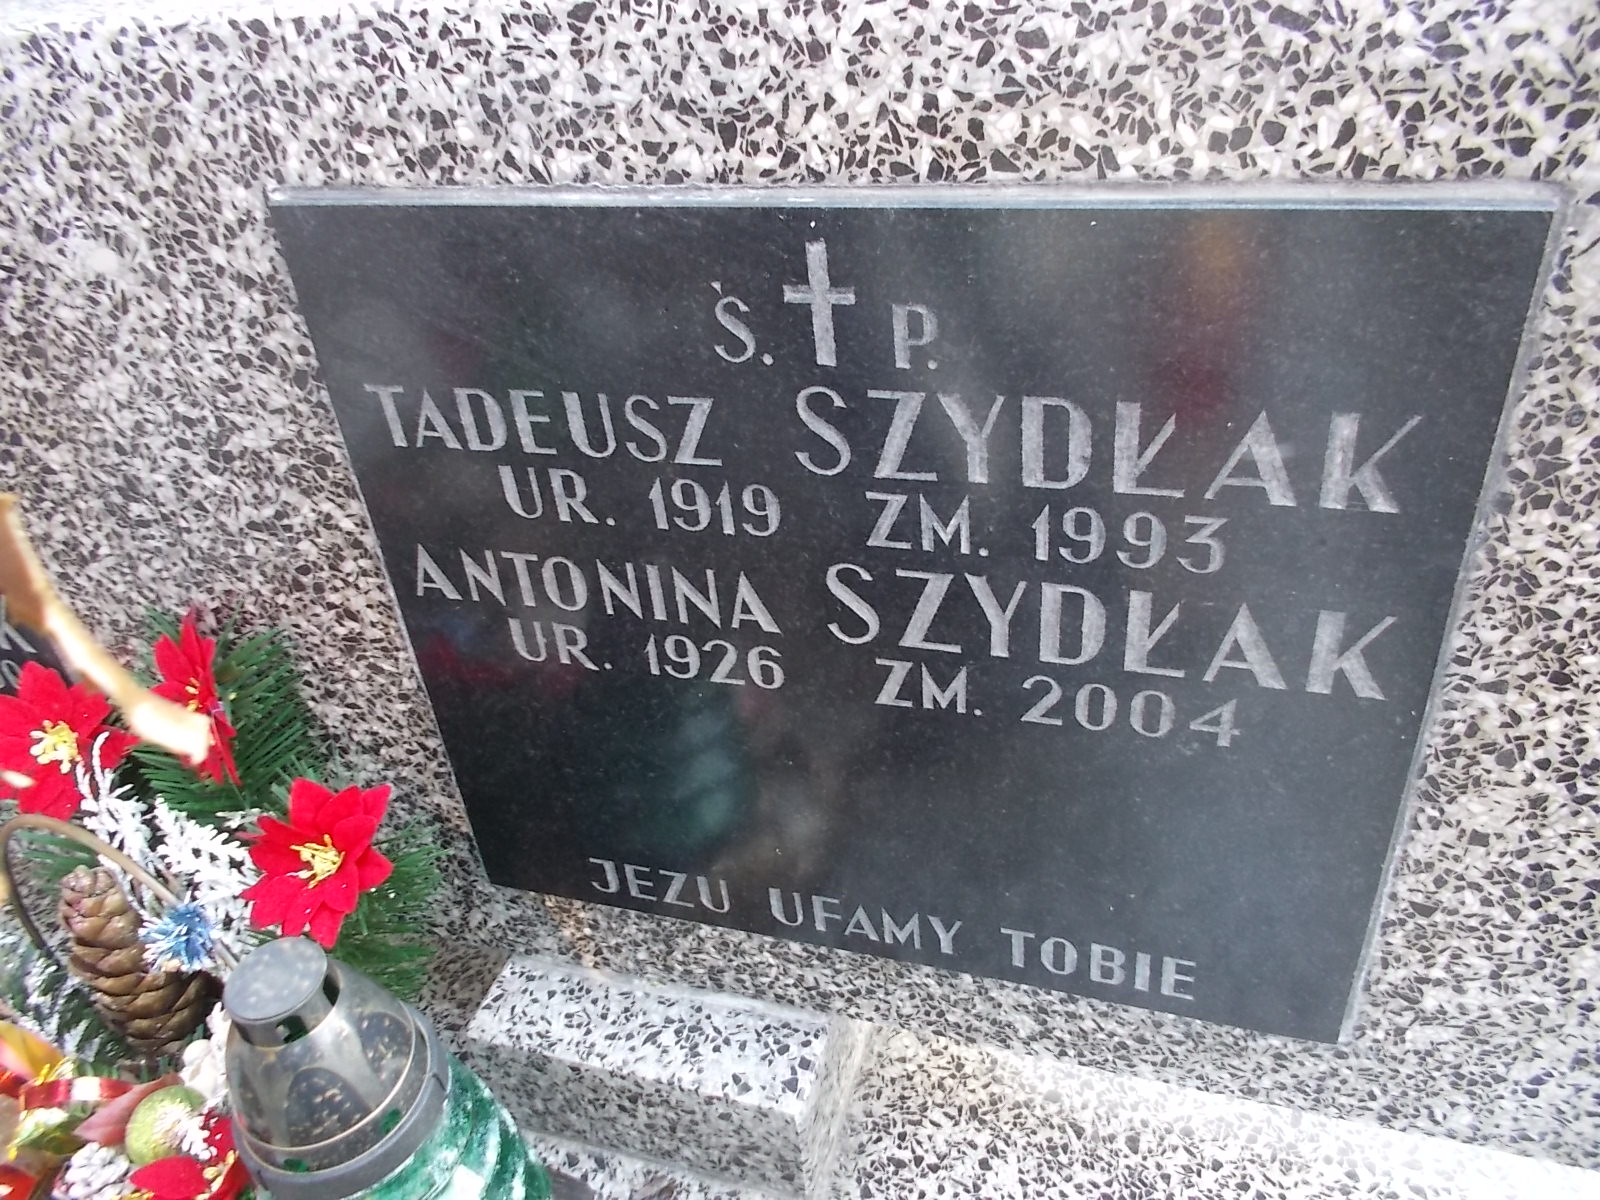 Ś. P.
TADEUSZ SZYDŁAK
UR. 1919 ZM. 1993
ANTONINA SZYDŁAK
UR. 1926 ZM. 2004
JEZU UFAMY TOBIE